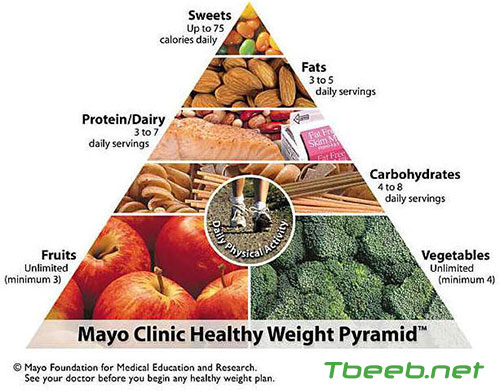 Sweets
Up to 75
calories daily
Fats
3 to 5
daily servings
Protein/Dairy
3 to 7
daily servings
Fat Free
Skim Milk
Fat Free
Carbohydrates
4 to 8
daily servings
Daily Physical Activity
Fruits
Unlimited
(minimum 3)
Vegetables
Unlimited
(minimum 4)
Mayo Clinic Healthy Weight Pyramid™
© Mayo Foundation for Medical Education and Research.
See your doctor before you begin any healthy weight plan.
Tbeeb.net